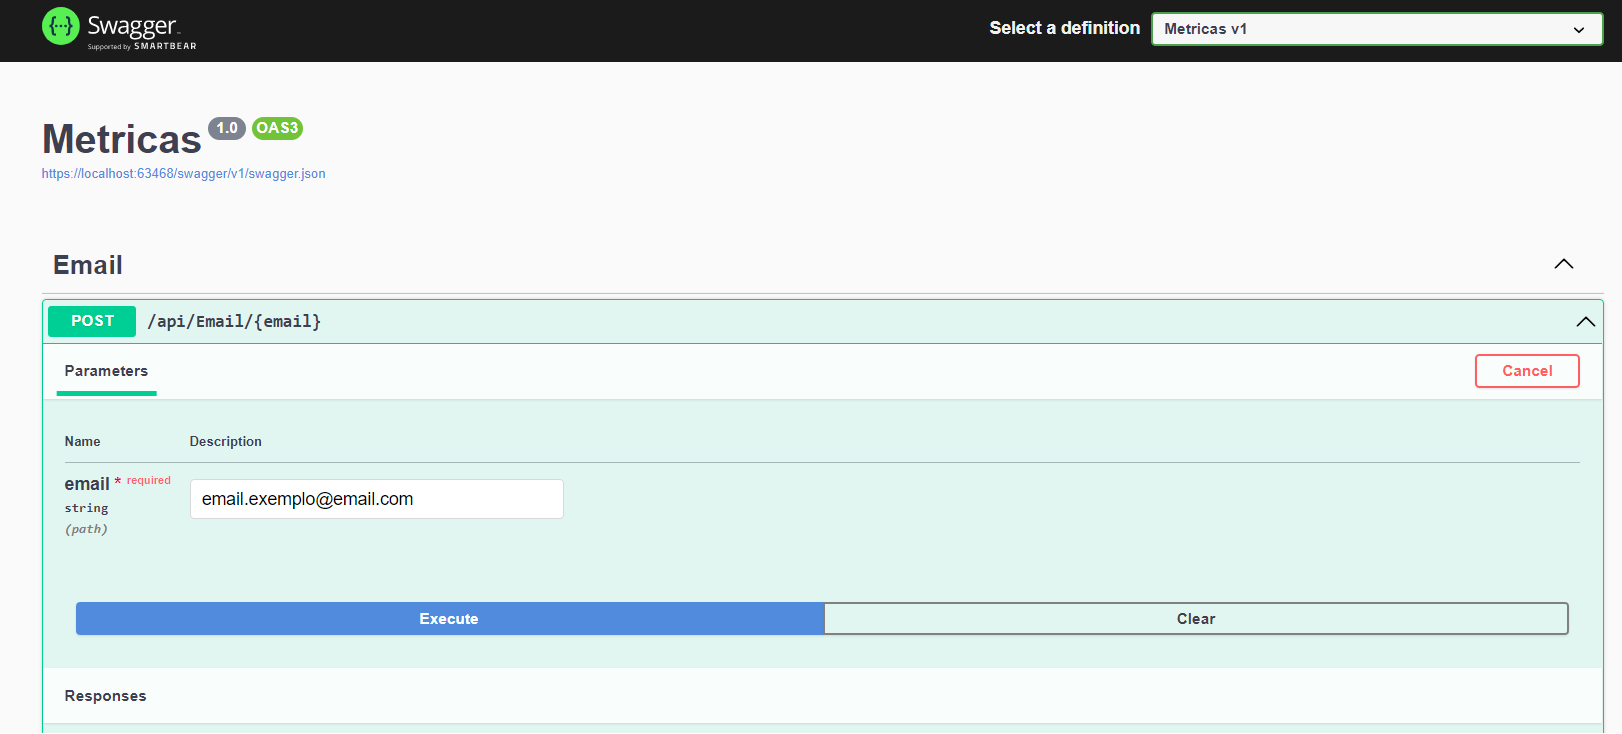 {···} Swagger
Supported by SMARTBEAR
Select a definition
Metricas v1
Metricas 1.0 OAS3
https://localhost:63468/swagger/v1/swagger.json
Email
POST /api/Email/{email}
Parameters
Cancel
Name Description
email * required
string
(path)
email.exemplo@email.com
Execute
Clear
Responses